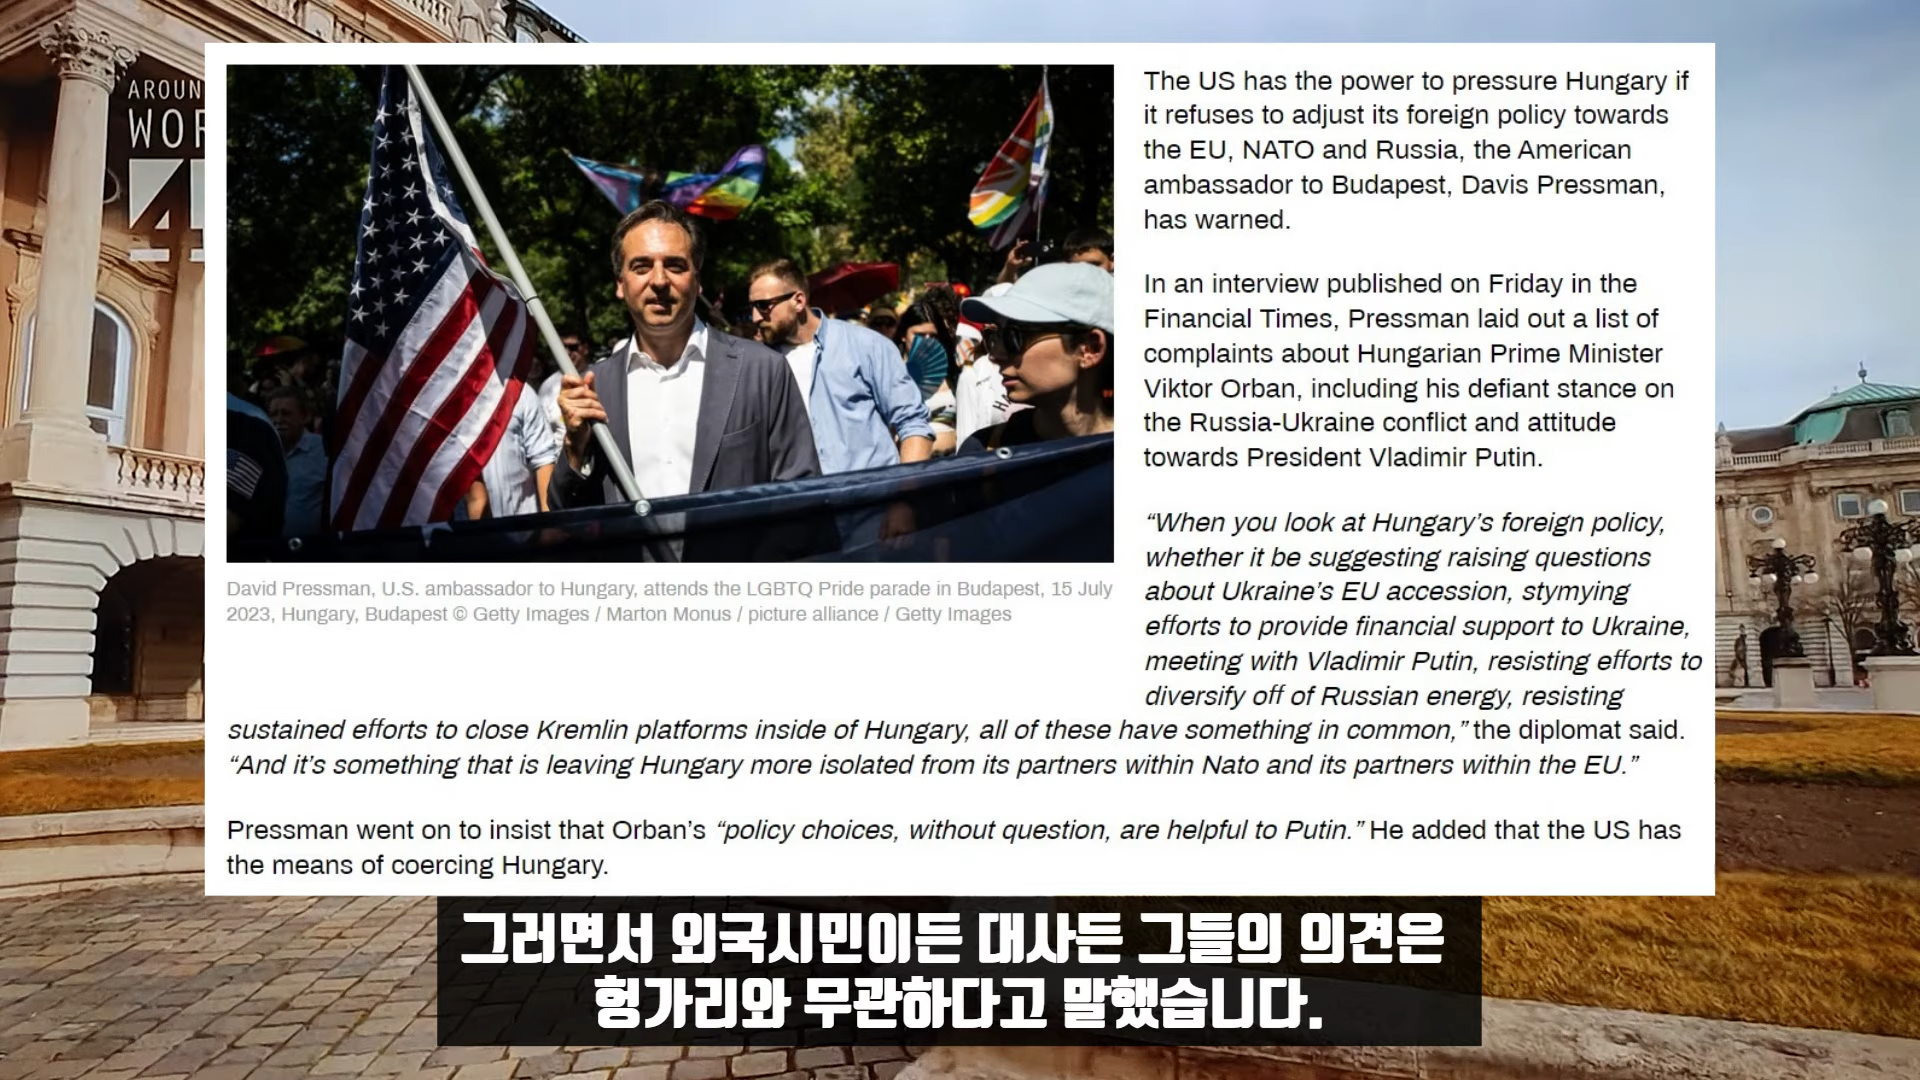 AROUN
WOR
4
The US has the power to pressure Hungary if
it refuses to adjust its foreign policy towards
the EU, NATO and Russia, the American
ambassador to Budapest, Davis Pressman,
has warned.
In an interview published on Friday in the
Financial Times, Pressman laid out a list of
complaints about Hungarian Prime Minister
Viktor Orban, including his defiant stance on
the Russia-Ukraine conflict and attitude
towards President Vladimir Putin.
“When you look at Hungary’s foreign policy,
whether it be suggesting raising questions
about Ukraine’s EU accession, stymying
efforts to provide financial support to Ukraine,
meeting with Vladimir Putin, resisting efforts to
diversify off of Russian energy, resisting
sustained efforts to close Kremlin platforms inside of Hungary, all of these have something in common,” the diplomat said.
“And it’s something that is leaving Hungary more isolated from its partners within Nato and its partners within the EU.”
David Pressman, U.S. ambassador to Hungary, attends the LGBTQ Pride parade in Budapest, 15 July
2023, Hungary, Budapest © Getty Images / Marton Monus / picture alliance / Getty Images
Pressman went on to insist that Orban’s “policy choices, without question, are helpful to Putin.” He added that the US has
the means of coercing Hungary.
그러면서 외국시민이든 대사든 그들의 의견은
헝가리와 무관하다고 말했습니다.